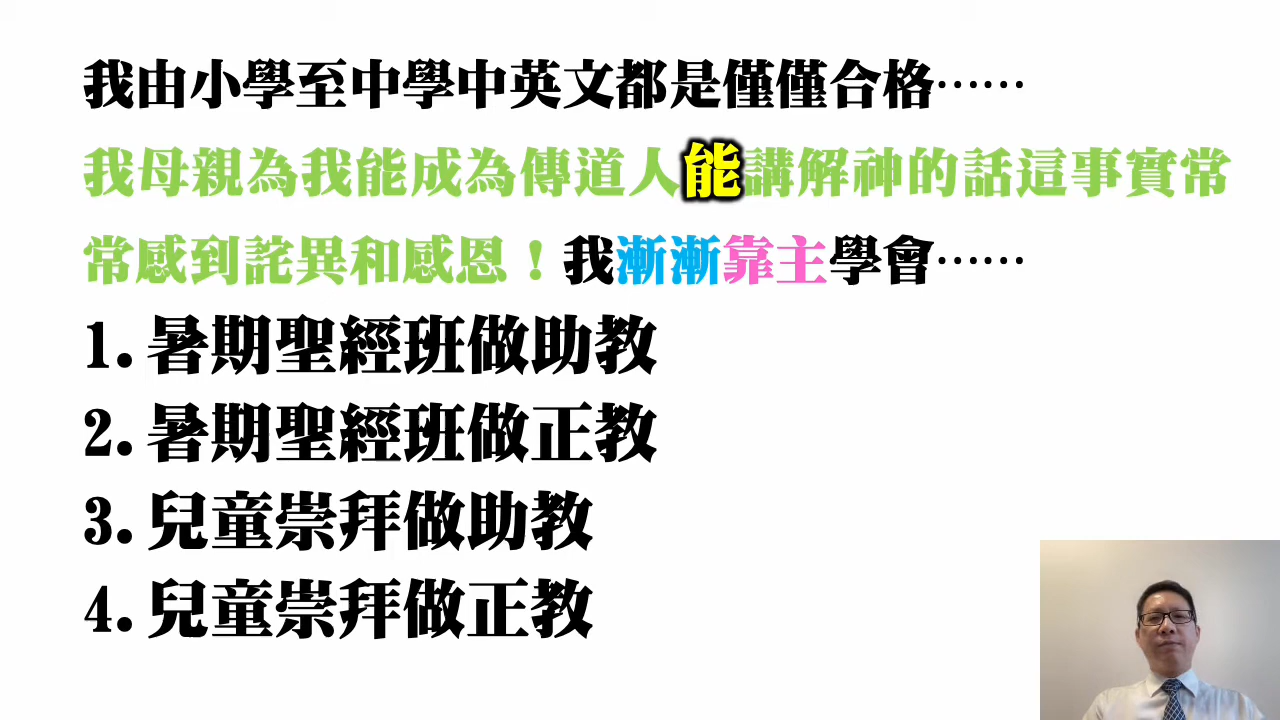 我由小學至中學中英文都是僅僅合格⋯⋯
我母親為我能成為傳道人能講解神的話這事實常
常感到詫異和感恩！我漸漸靠主學會⋯⋯
1. 暑期聖經班做助教
2. 暑期聖經班做正教
3. 兒童崇拜做助教
4. 兒童崇拜做正教